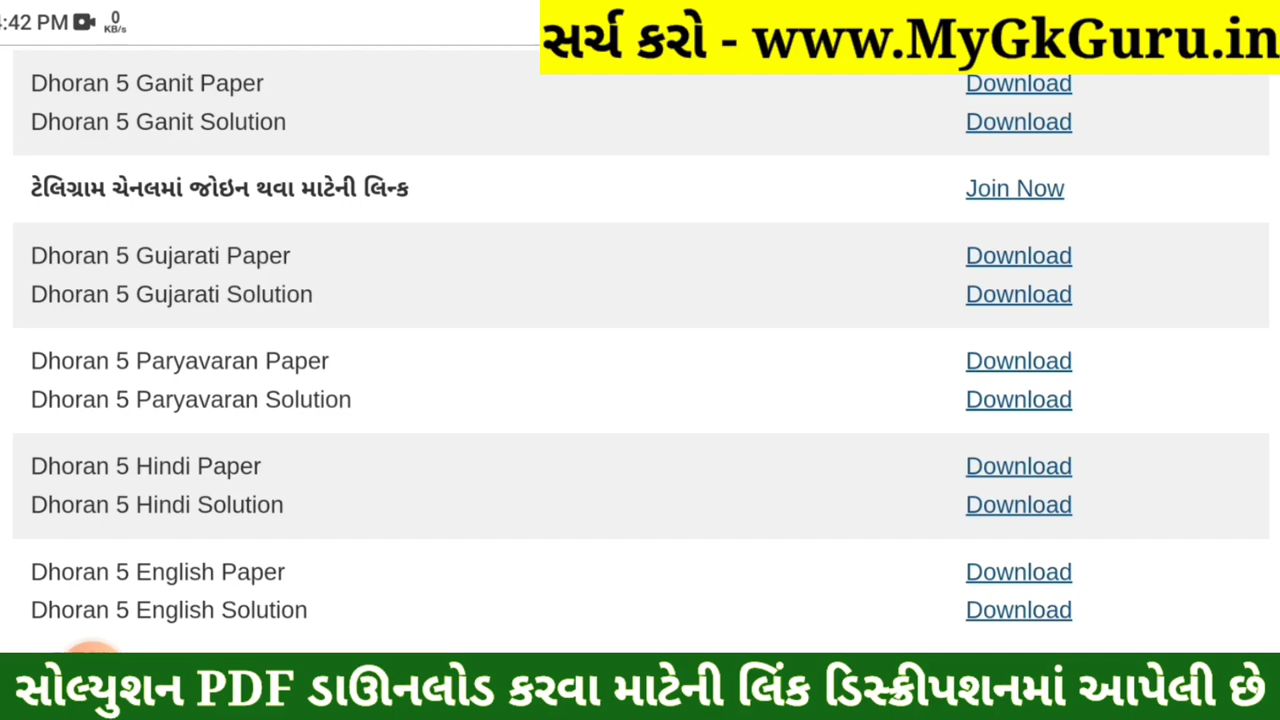 :42 PM 0 KB/s
સર્ચ કરો - www.MyGkGuru.in
Dhoran 5 Ganit Paper Download
Dhoran 5 Ganit Solution Download
ટેલિગ્રામ ચેનલમાં જોઇન થવા માટેની લિન્ક Join Now
Dhoran 5 Gujarati Paper Download
Dhoran 5 Gujarati Solution Download
Dhoran 5 Paryavaran Paper Download
Dhoran 5 Paryavaran Solution Download
Dhoran 5 Hindi Paper Download
Dhoran 5 Hindi Solution Download
Dhoran 5 English Paper Download
Dhoran 5 English Solution Download
સોલ્યુશન PDF ડાઊનલોડ કરવા માટેની લિંક ડિસ્ક્રીપશનમાં આપેલી છે